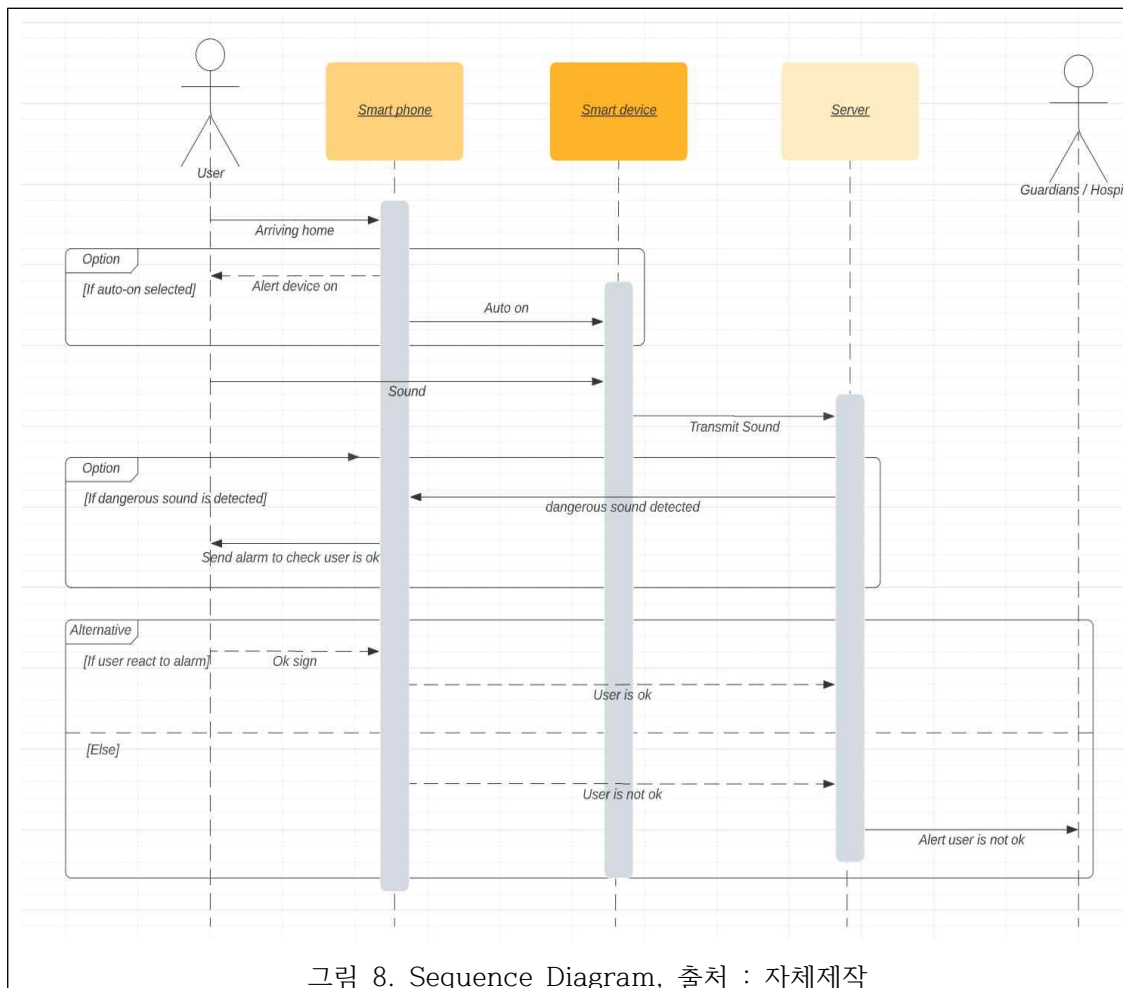 Smart phone
Smart device
Server
User
Guardians / Hospi
Arriving home
Option
[If auto-on selected]
Alert device on
Auto on
Sound
Transmit Sound
Option
[If dangerous sound is detected]
dangerous sound detected
Send alarm to check user is ok
Alternative
[If user react to alarm]
Ok sign
User is ok
[Else]
User is not ok
Alert user is not ok
그림 8. Sequence Diagram, 출처 : 자체제작